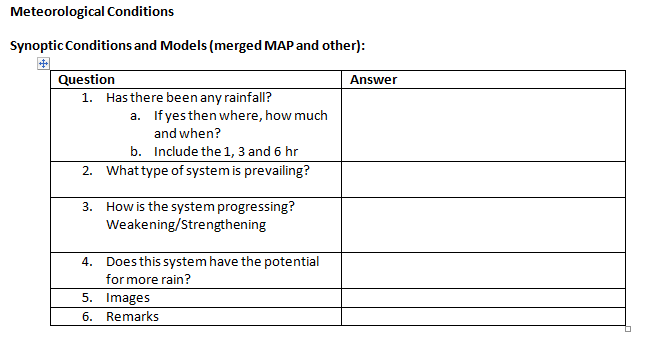 Meteorological Conditions
Synoptic Conditions and Models (merged MAP and other):
Question Answer
1. Has there been any rainfall?
a. If yes then where, how much
and when?
b. Include the 1, 3 and 6 hr
2. What type of system is prevailing?
3. How is the system progressing?
Weakening/Strengthening
4. Does this system have the potential
for more rain?
5. Images
6. Remarks